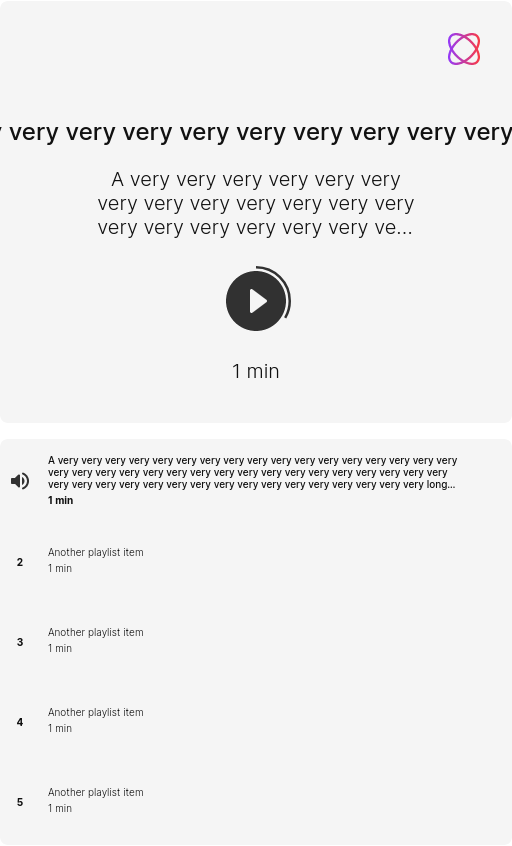 very very very very very very very very very
A very very very very very very
very very very very very very very
very very very very very very ve...
1 min
A very very very very very very very very very very very very very very very very very
very very very very very very very very very very very very very very very very very
very very very very very very very very very very very very very very very very long...
1 min
2
Another playlist item
1 min
3
Another playlist item
1 min
4
Another playlist item
1 min
5
Another playlist item
1 min